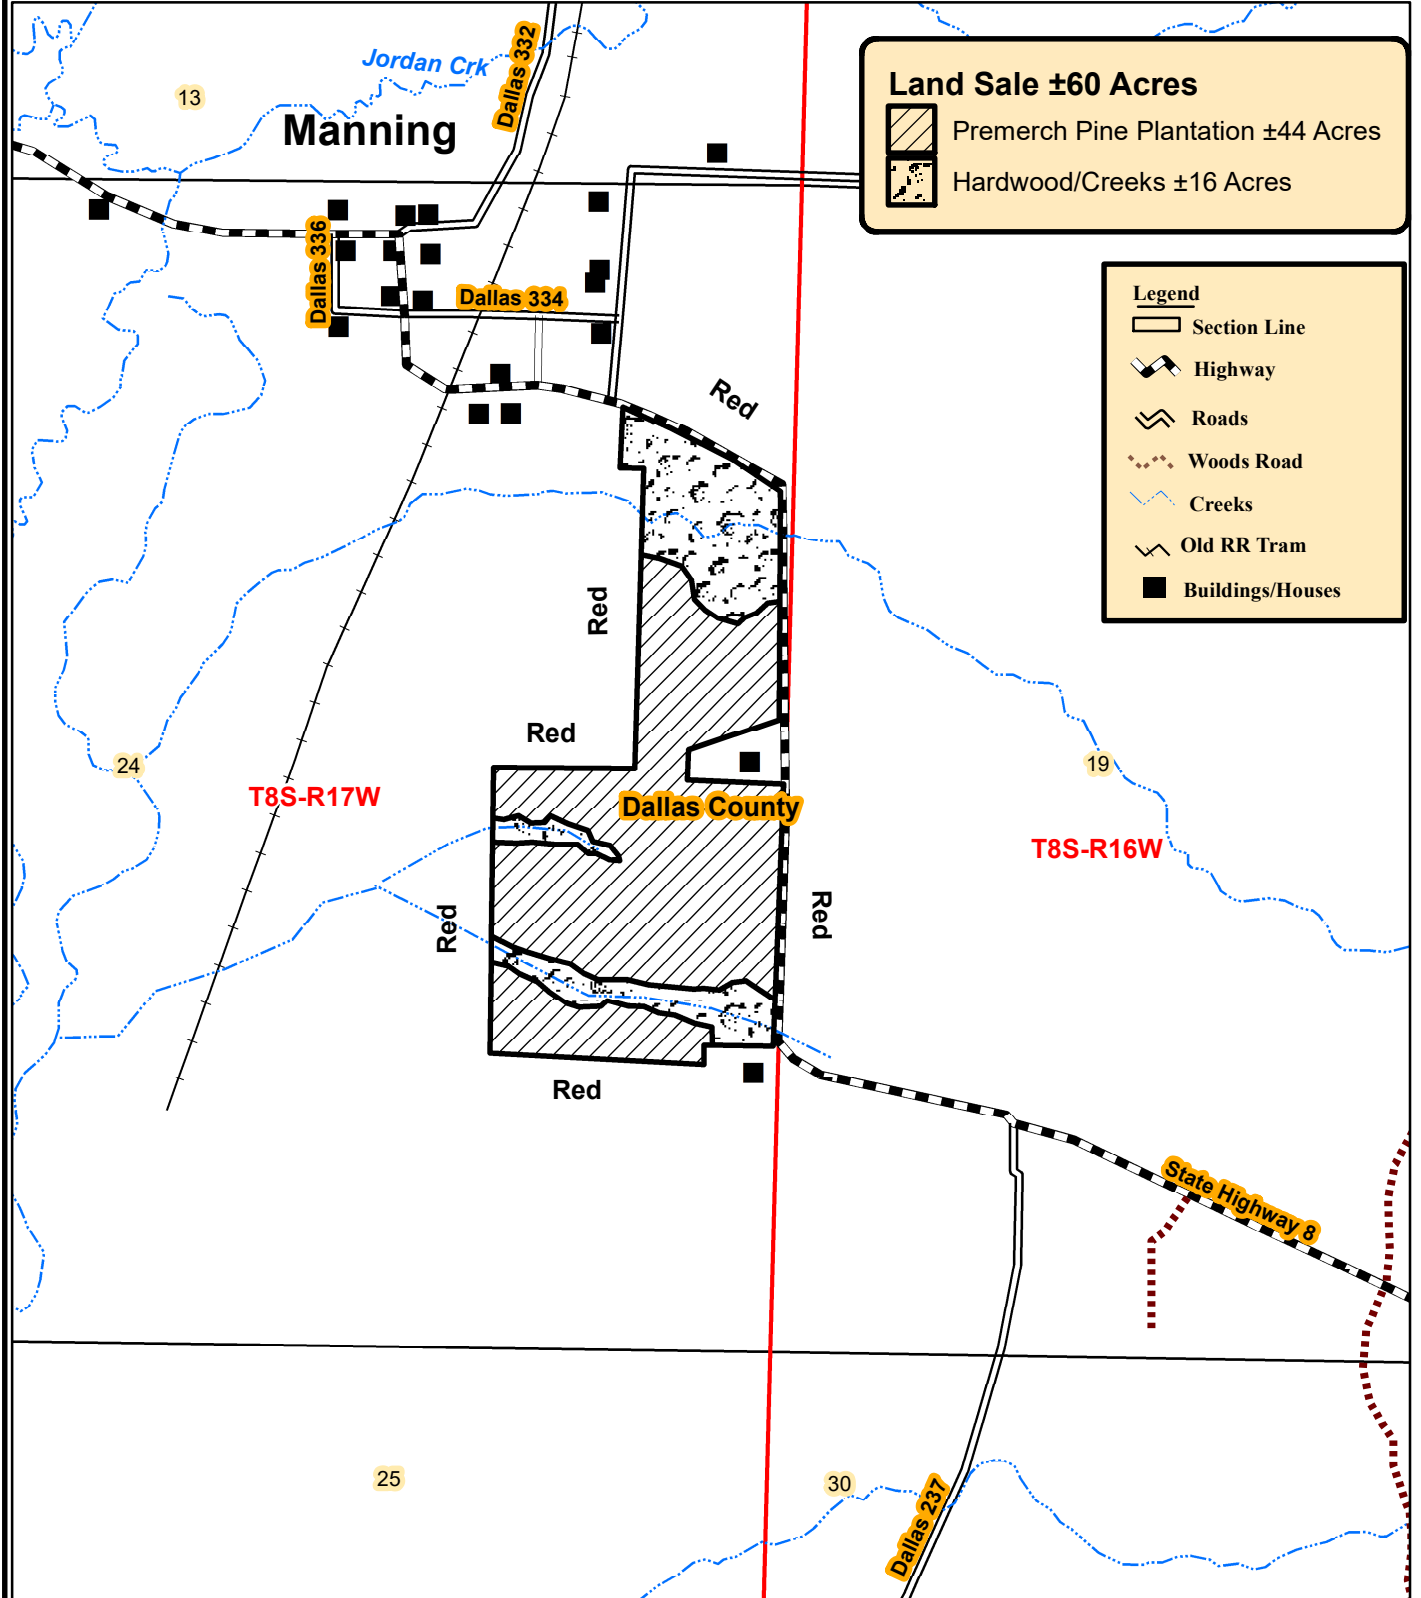 Jordan Crk
Dallas 332
13
Manning
Land Sale ±60 Acres
Premerch Pine Plantation ±44 Acres
Hardwood/Creeks ±16 Acres
Dallas 336
Dallas 334
Legend
Section Line
Highway
Roads
Woods Road
Creeks
Old RR Tram
Buildings/Houses
Red
Red
Red
24
19
T8S-R17W
Dallas County
T8S-R16W
Red
Red
Red
State Highway 8
25
30
Dallas 237